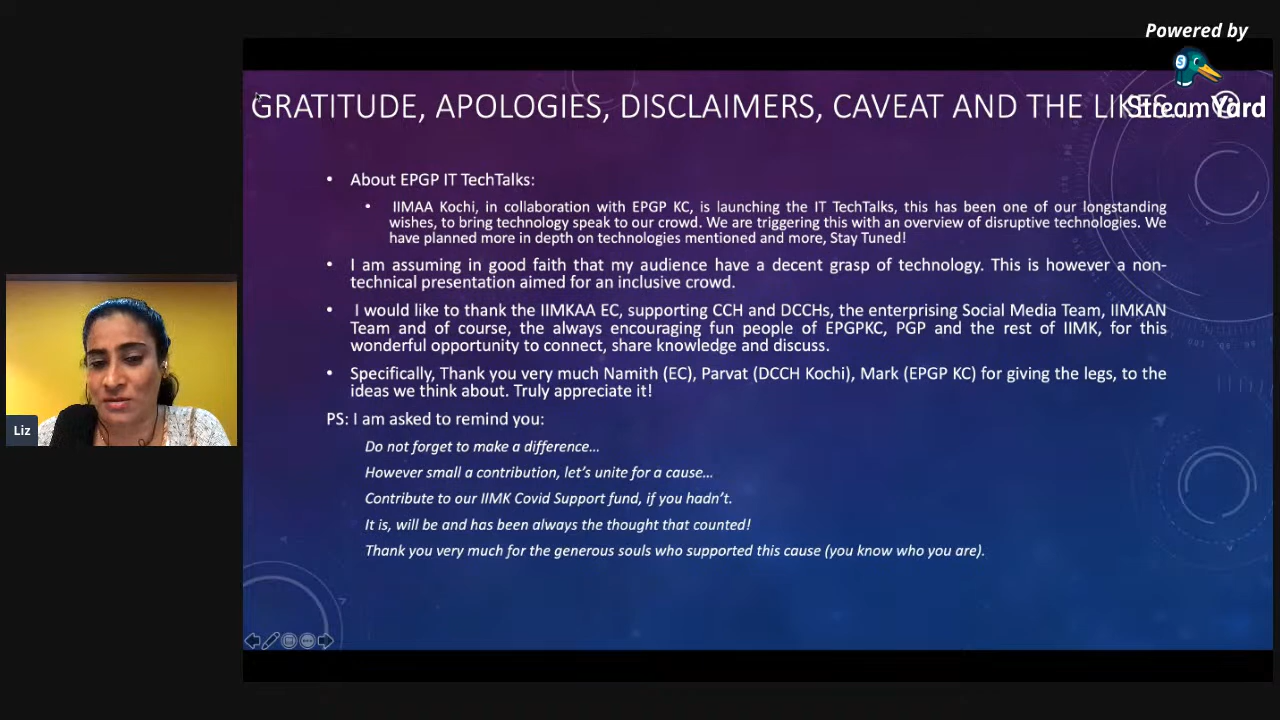 Powered by
StreamYard
GRATITUDE, APOLOGIES, DISCLAIMERS, CAVEAT AND THE LIKES...
• About EPGP IT TechTalks:
• IIMAA Kochi, in collaboration with EPGP KC, is launching the IT TechTalks, this has been one of our longstanding
wishes, to bring technology speak to our crowd. We are triggering this with an overview of disruptive technologies. We
have planned more in depth on technologies mentioned and more, Stay Tuned!
• I am assuming in good faith that my audience have a decent grasp of technology. This is however a non-
technical presentation aimed for an inclusive crowd.
• I would like to thank the IIMKAA EC, supporting CCH and DCCHs, the enterprising Social Media Team, IIMKAN
Team and of course, the always encouraging fun people of EPGPKC, PGP and the rest of IIMK, for this
wonderful opportunity to connect, share knowledge and discuss.
• Specifically, Thank you very much Namith (EC), Parvat (DCCH Kochi), Mark (EPGP KC) for giving the legs, to the
ideas we think about. Truly appreciate it!
PS: I am asked to remind you:
Do not forget to make a difference…
However small a contribution, let's unite for a cause…
Contribute to our IIMK Covid Support fund, if you hadn't.
It is, will be and has been always the thought that counted!
Thank you very much for the generous souls who supported this cause (you know who you are).
Liz